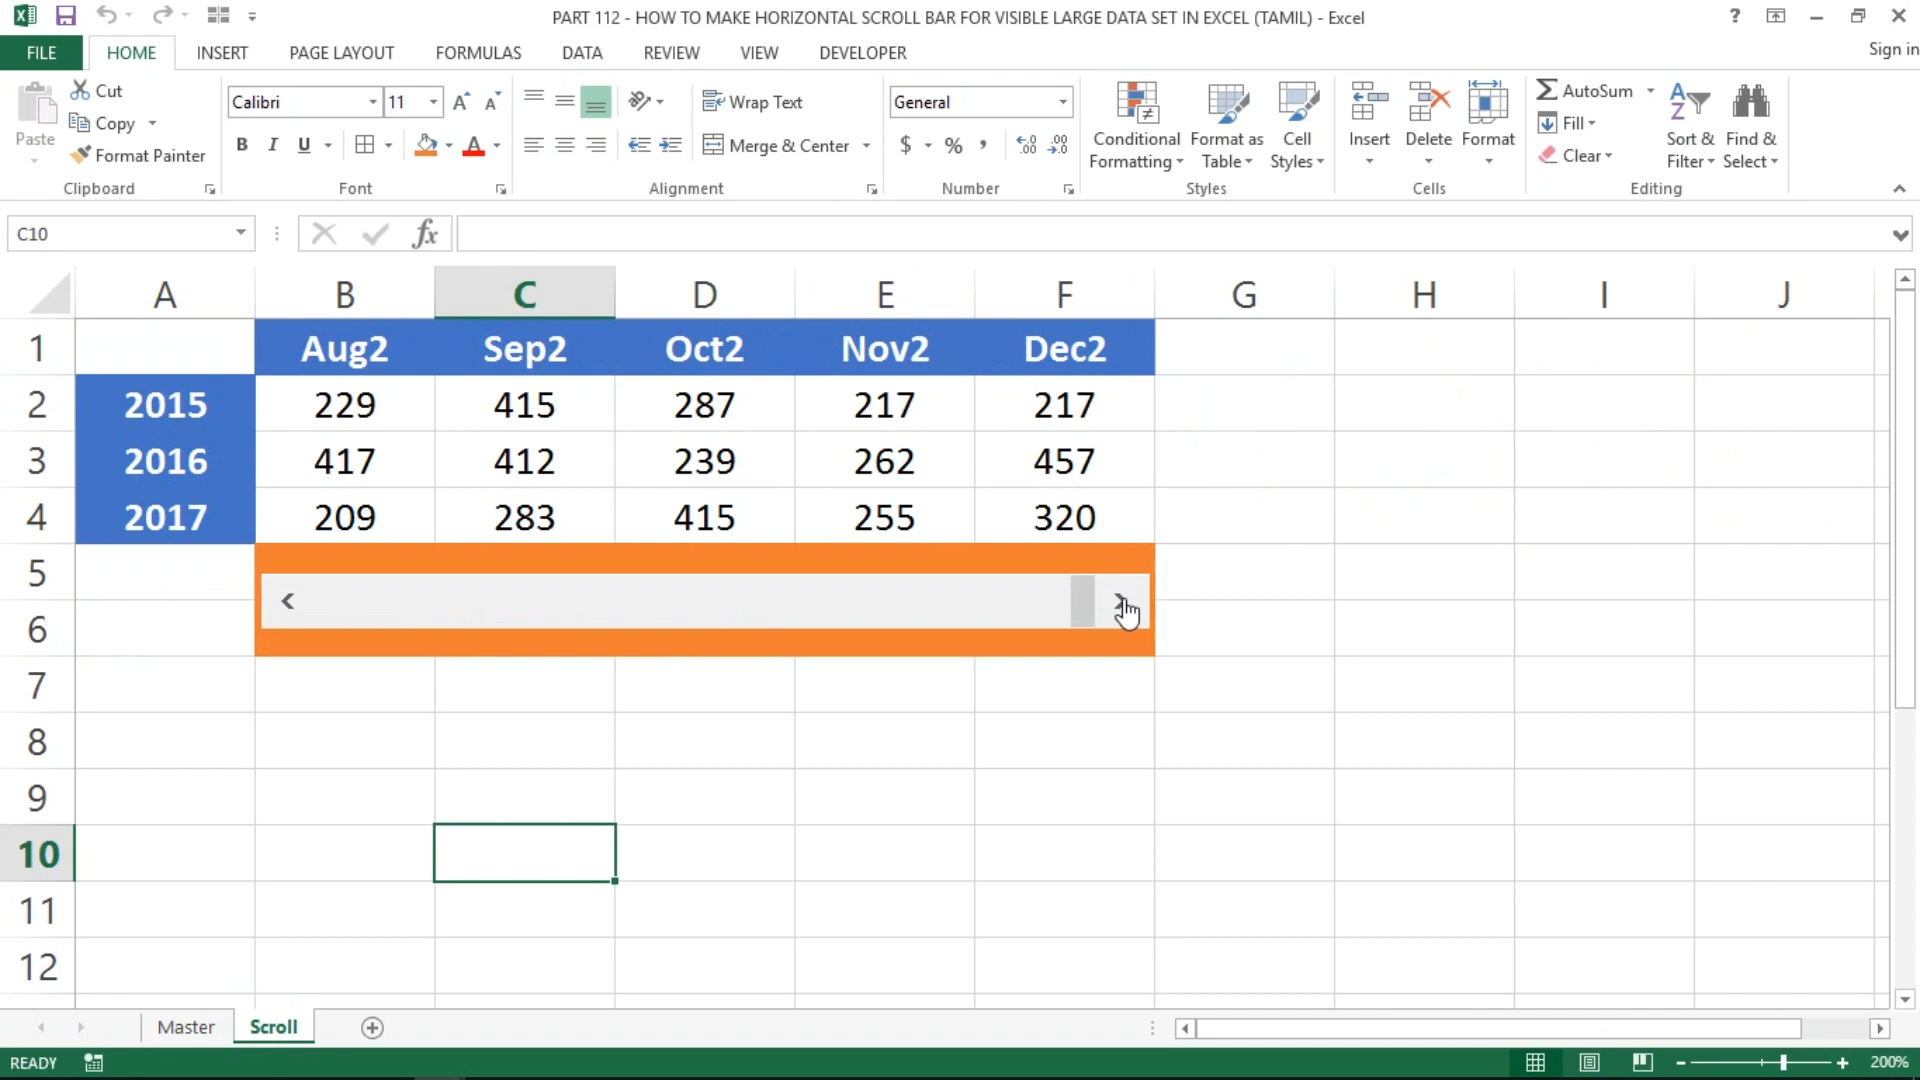 PART 112 - HOW TO MAKE HORIZONTAL SCROLL BAR FOR VISIBLE LARGE DATA SET IN EXCEL (TAMIL) - Excel
?
FILE HOME INSERT PAGE LAYOUT FORMULAS DATA REVIEW VIEW DEVELOPER Sign in
Paste
Cut
Copy
Format Painter
Clipboard
Calibri 11
B I U
Font
Wrap Text
Merge & Center
Alignment
General
$ % ,
Number
Conditional Formatting
Format as Table
Cell Styles
Styles
Insert
Delete
Format
Cells
AutoSum
Fill
Clear
Sort & Filter
Find & Select
Editing
C10 fx
A B C D E F G H I J
1 Aug2 Sep2 Oct2 Nov2 Dec2
2 2015 229 415 287 217 217
3 2016 417 412 239 262 457
4 2017 209 283 415 255 320
5
6
7
8
9
10
11
12
Master Scroll
READY 200%